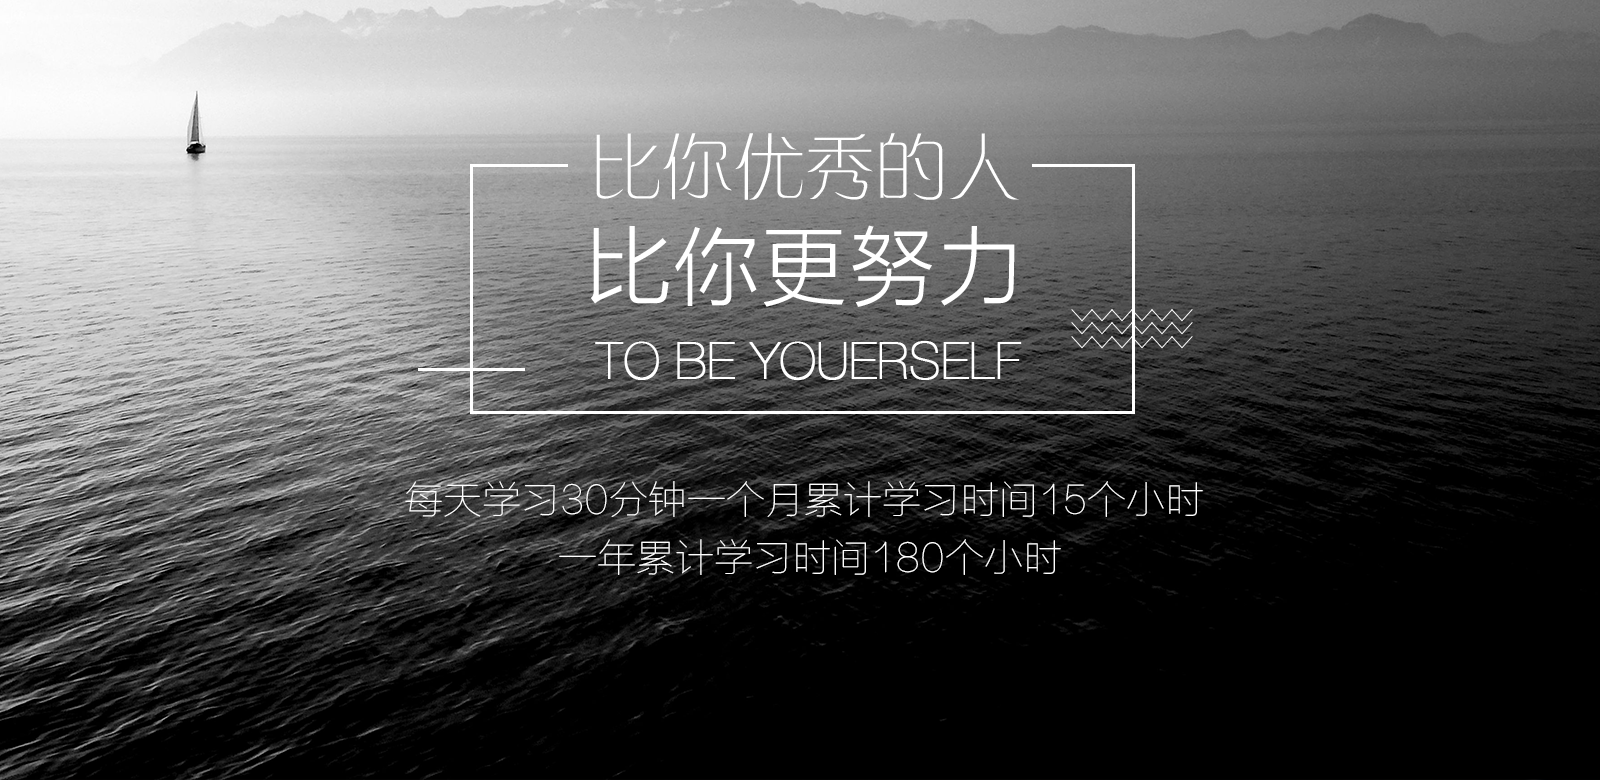 比你优秀的人
比你更努力
TO BE YOUERSELF
每天学习30分钟一个月累计学习时间15个小时
一年累计学习时间180个小时